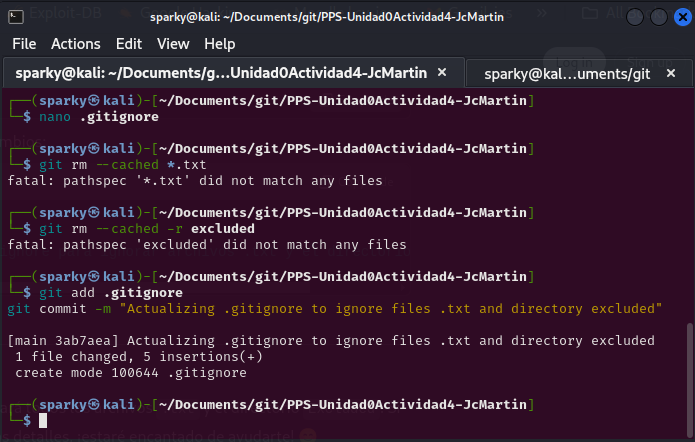 sparky@kali: ~/Documents/git/PPS-Unidad0Actividad4-JcMartin
File Actions Edit View Help
sparky@kali: ~/Documents/g...Unidad0Actividad4-JcMartin × sparky@kal...uments/git ×
┌──(sparky㉿kali)-[~/Documents/git/PPS-Unidad0Actividad4-JcMartin]
└─$ nano .gitignore
┌──(sparky㉿kali)-[~/Documents/git/PPS-Unidad0Actividad4-JcMartin]
└─$ git rm --cached *.txt
fatal: pathspec '*.txt' did not match any files
┌──(sparky㉿kali)-[~/Documents/git/PPS-Unidad0Actividad4-JcMartin]
└─$ git rm --cached -r excluded
fatal: pathspec 'excluded' did not match any files
┌──(sparky㉿kali)-[~/Documents/git/PPS-Unidad0Actividad4-JcMartin]
└─$ git add .gitignore
git commit -m "Actualizing .gitignore to ignore files .txt and directory excluded"
[main 3ab7aea] Actualizing .gitignore to ignore files .txt and directory excluded
1 file changed, 5 insertions(+)
create mode 100644 .gitignore
┌──(sparky㉿kali)-[~/Documents/git/PPS-Unidad0Actividad4-JcMartin]
└─$